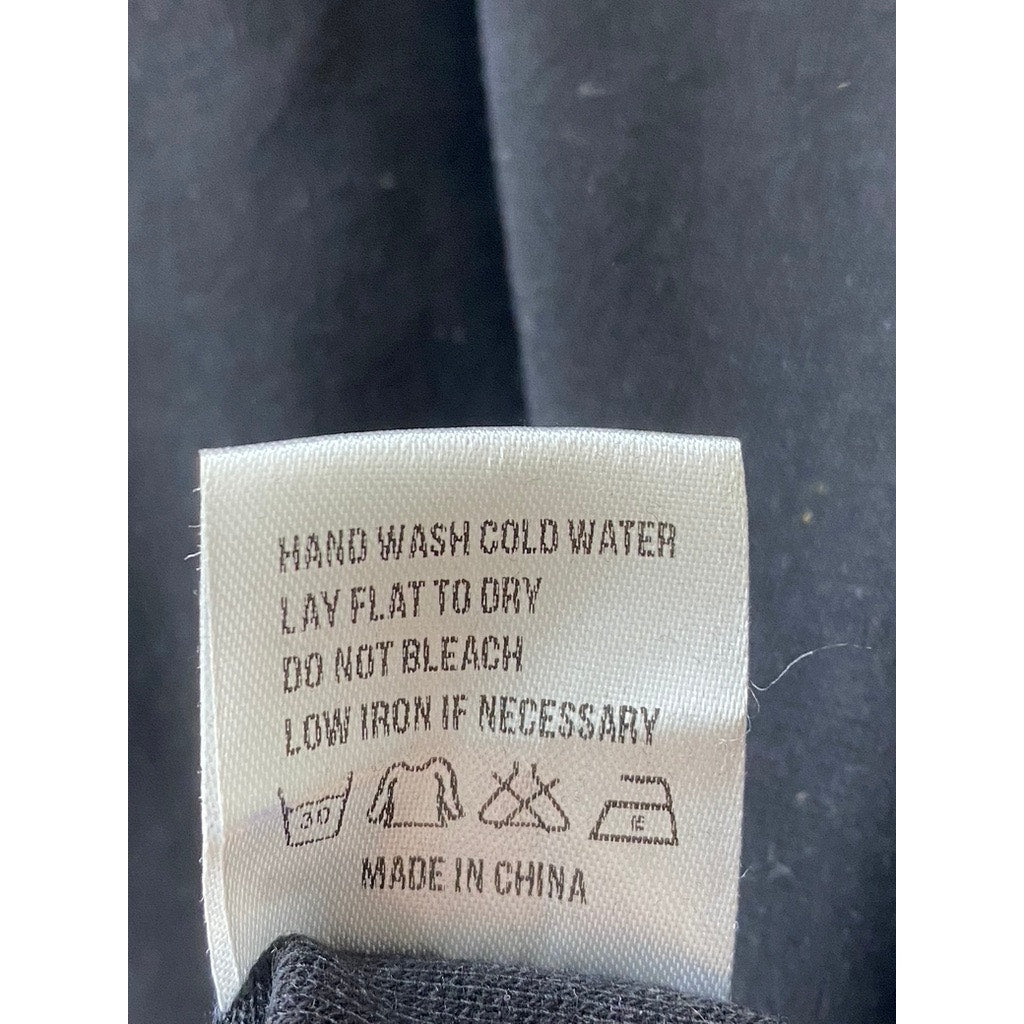 HAND WASH COLD WATER
LAY FLAT TO DRY
DO NOT BLEACH
LOW IRON IF NECESSARY
30 E
MADE IN CHINA